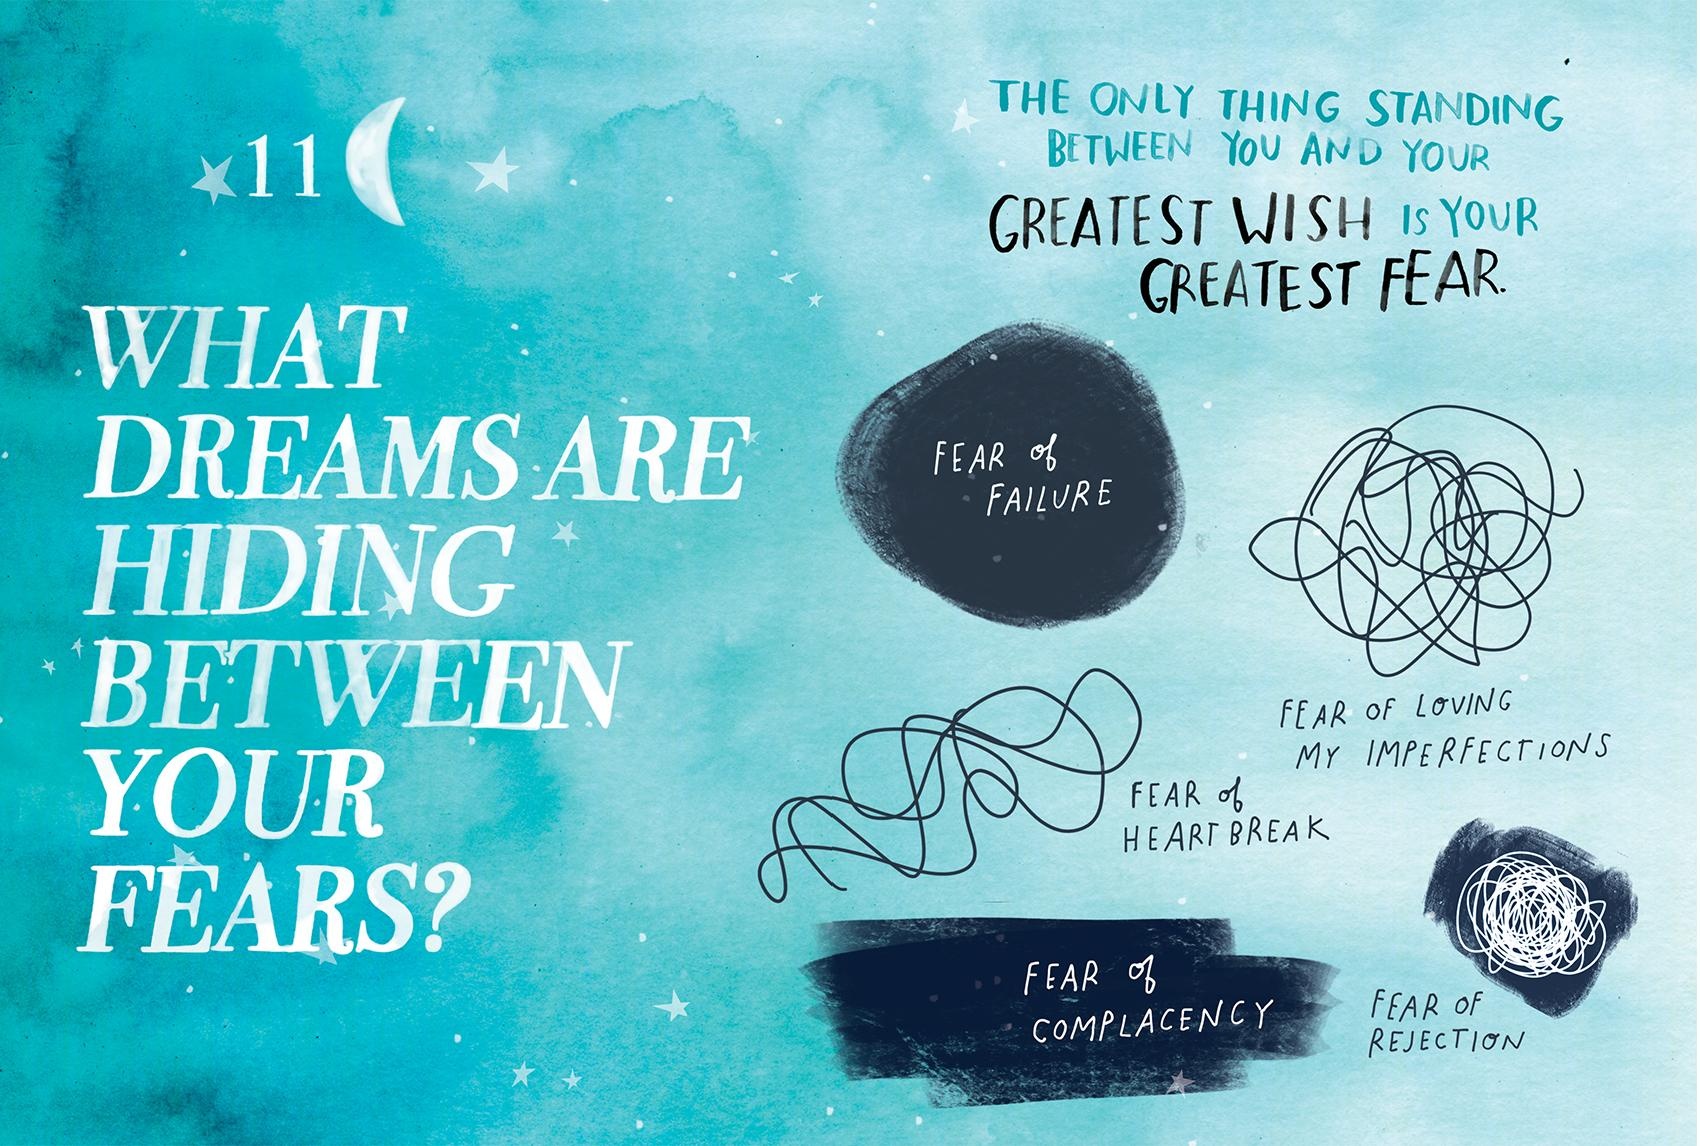 11
WHAT
DREAMS ARE
HIDING
BETWEEN
YOUR
FEARS?
THE ONLY THING STANDING
BETWEEN YOU AND YOUR
GREATEST WISH IS YOUR
GREATEST FEAR.
FEAR of
FAILURE
FEAR OF LOVING
MY IMPERFECTIONS
FEAR of
HEARTBREAK
FEAR of
COMPLACENCY
FEAR OF
REJECTION